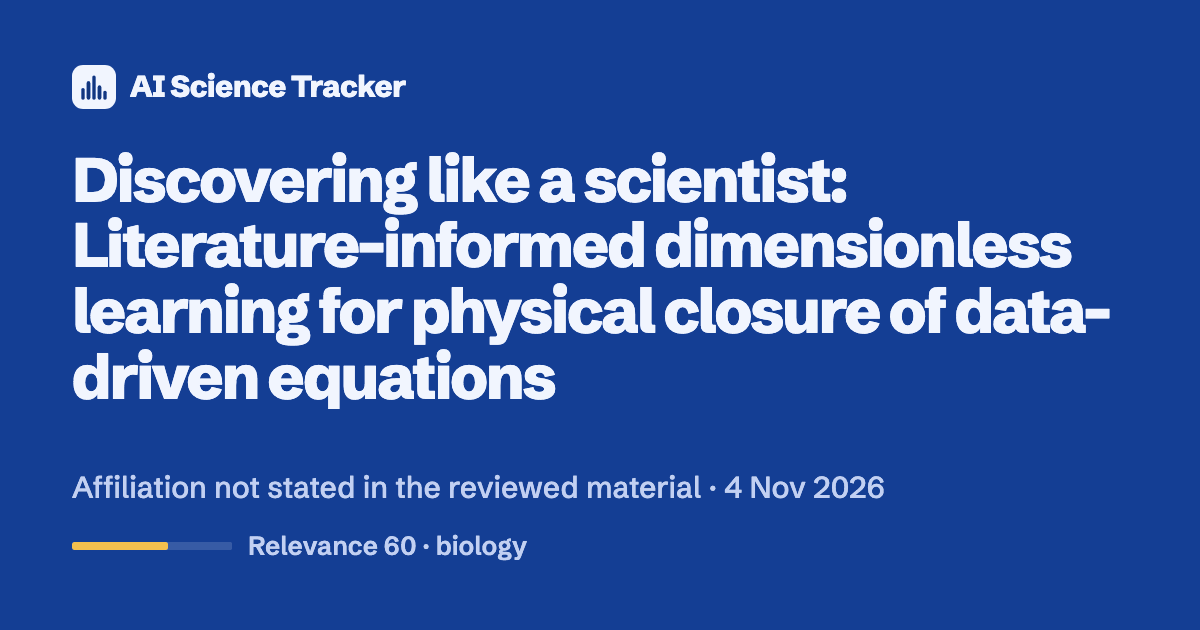 AI Science Tracker
Discovering like a scientist:
Literature-informed dimensionless
learning for physical closure of data-
driven equations
Affiliation not stated in the reviewed material · 4 Nov 2026
Relevance 60 · biology